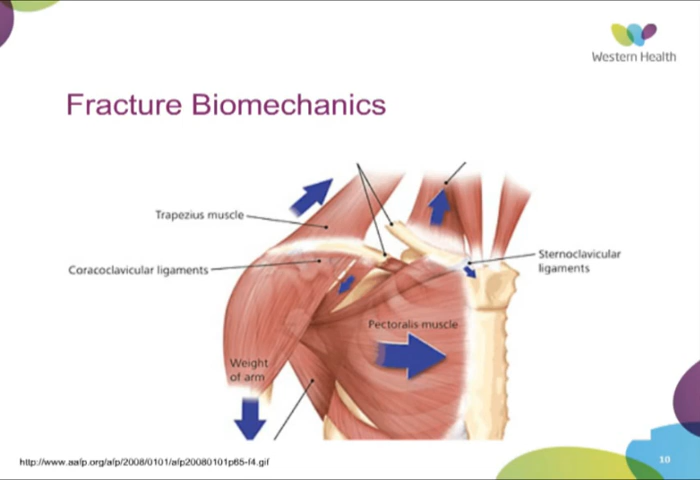 Western Health
Fracture Biomechanics
Trapezius muscle
Coracoclavicular ligaments
Sternoclavicular
ligaments
Pectoralis muscle
Weight
of arm
http://www.aafp.org/afp/2008/0101/afp20080101p65-f4.gif
10